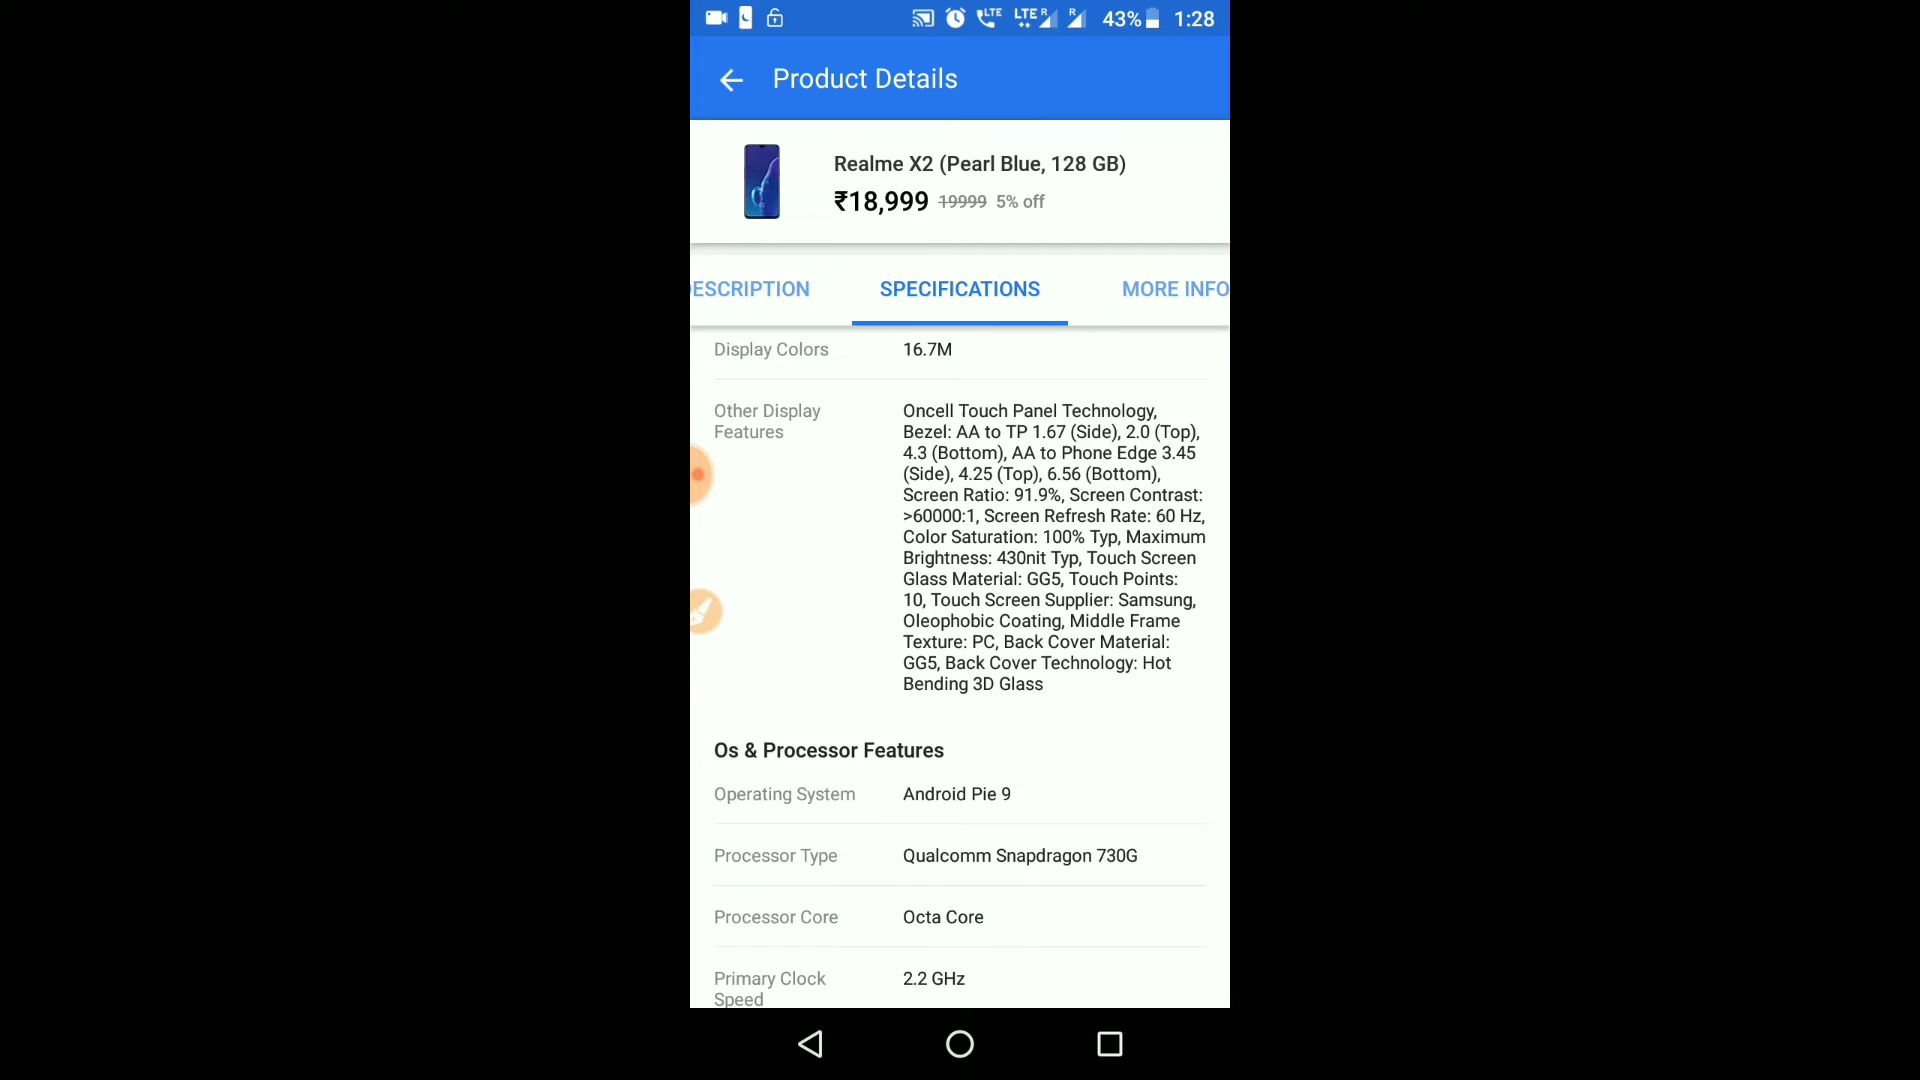 LTE LTE R R 43% 1:28
Product Details
Realme X2 (Pearl Blue, 128 GB)
₹18,999 19999 5% off
ESCRIPTION SPECIFICATIONS MORE INFO
Display Colors 16.7M
Other Display Features
Oncell Touch Panel Technology,
Bezel: AA to TP 1.67 (Side), 2.0 (Top),
4.3 (Bottom), AA to Phone Edge 3.45
(Side), 4.25 (Top), 6.56 (Bottom),
Screen Ratio: 91.9%, Screen Contrast:
>60000:1, Screen Refresh Rate: 60 Hz,
Color Saturation: 100% Typ, Maximum
Brightness: 430nit Typ, Touch Screen
Glass Material: GG5, Touch Points:
10, Touch Screen Supplier: Samsung,
Oleophobic Coating, Middle Frame
Texture: PC, Back Cover Material:
GG5, Back Cover Technology: Hot
Bending 3D Glass
Os & Processor Features
Operating System Android Pie 9
Processor Type Qualcomm Snapdragon 730G
Processor Core Octa Core
Primary Clock 2.2 GHz
Speed